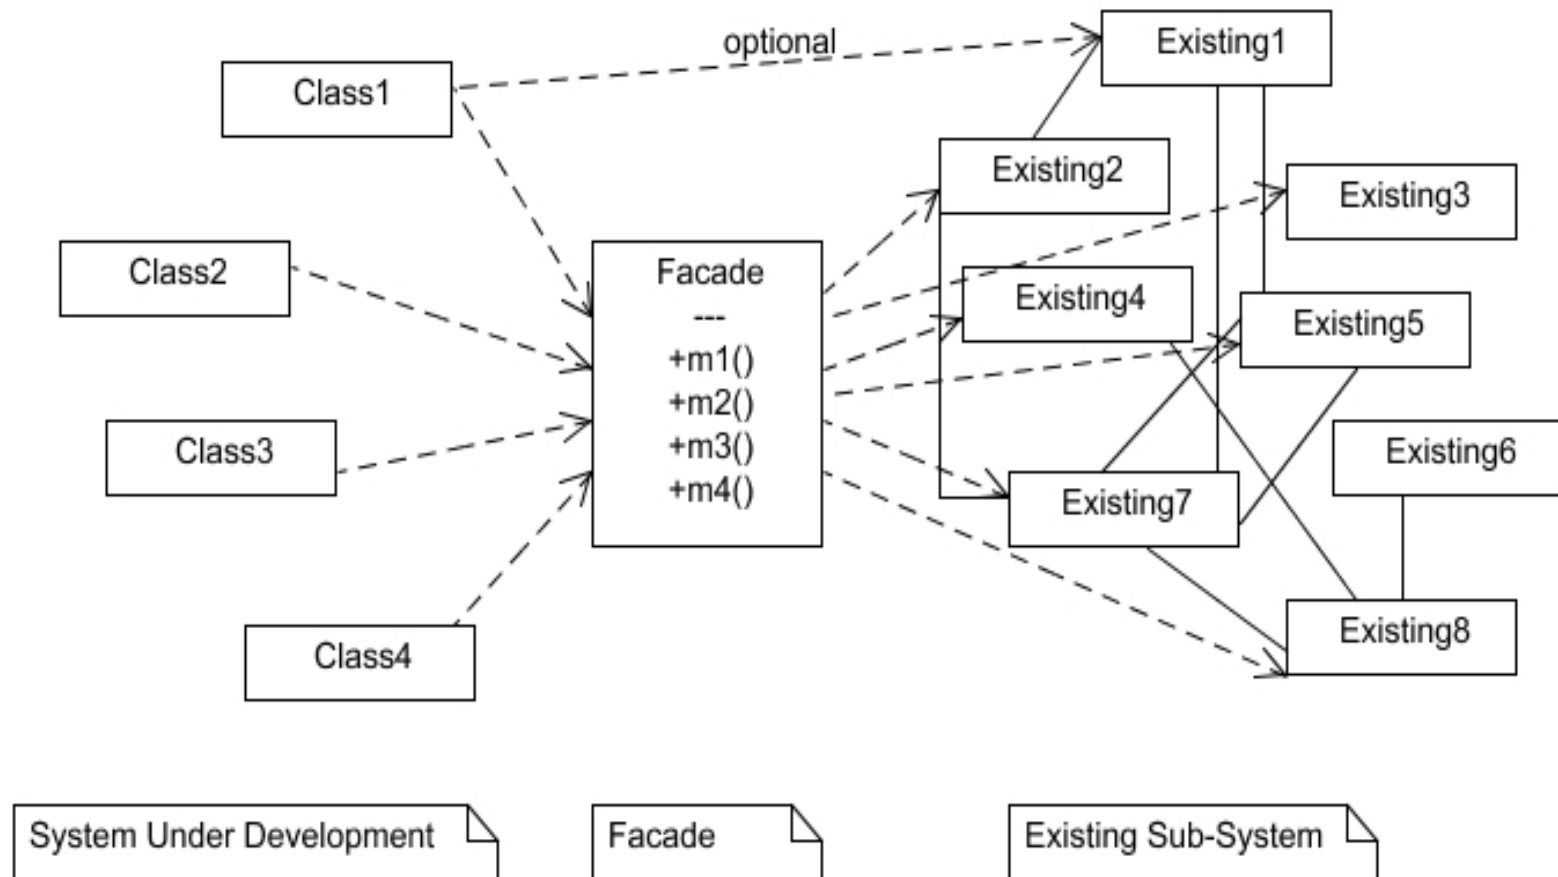 optional
Existing1
Class1
Existing2
Existing3
Class2
Facade
---
+m1()
+m2()
+m3()
+m4()
Existing4
Existing5
Class3
Existing6
Existing7
Class4
Existing8
System Under Development
Facade
Existing Sub-System